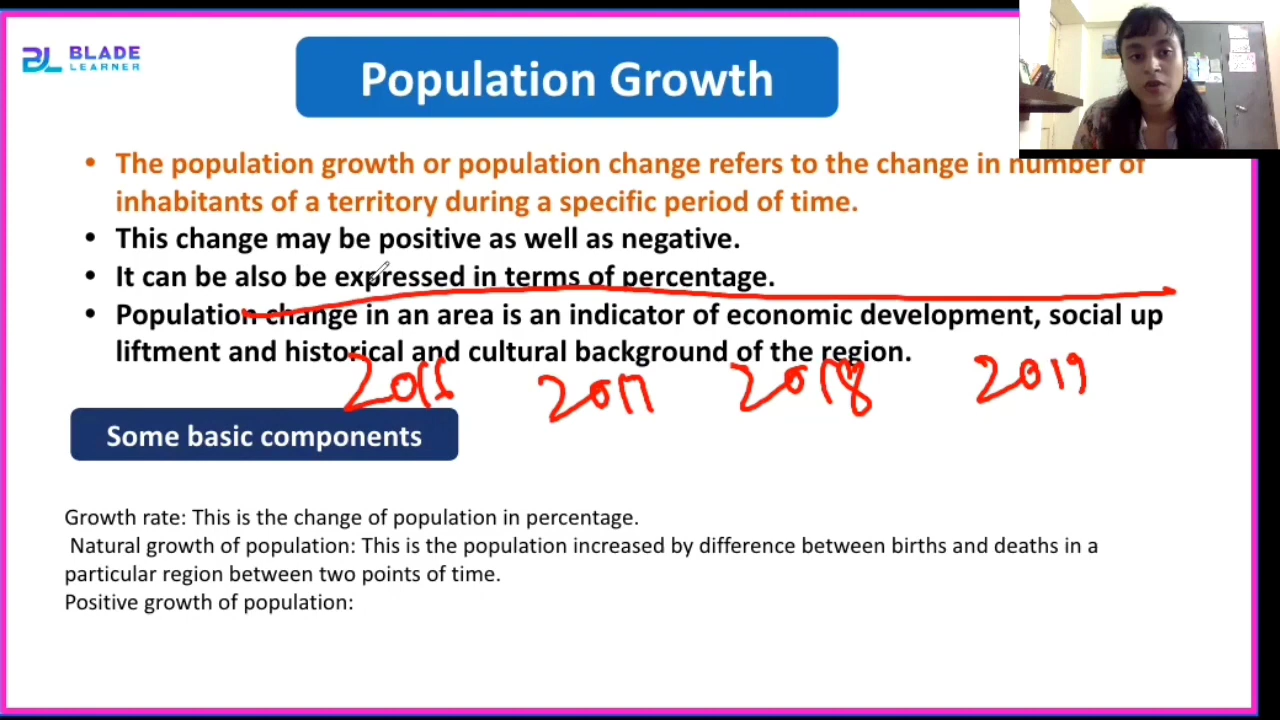 BLADE
LEARNER
Population Growth
• The population growth or population change refers to the change in number of
inhabitants of a territory during a specific period of time.
• This change may be positive as well as negative.
• It can be also be expressed in terms of percentage.
• Population change in an area is an indicator of economic development, social up
liftment and historical and cultural background of the region.
2016 2017 2018 2019
Some basic components
Growth rate: This is the change of population in percentage.
Natural growth of population: This is the population increased by difference between births and deaths in a
particular region between two points of time.
Positive growth of population: